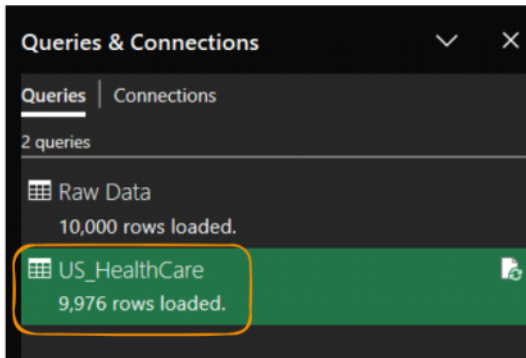 Queries & Connections
Queries | Connections
2 queries
Raw Data
10,000 rows loaded.
US_HealthCare
9,976 rows loaded.